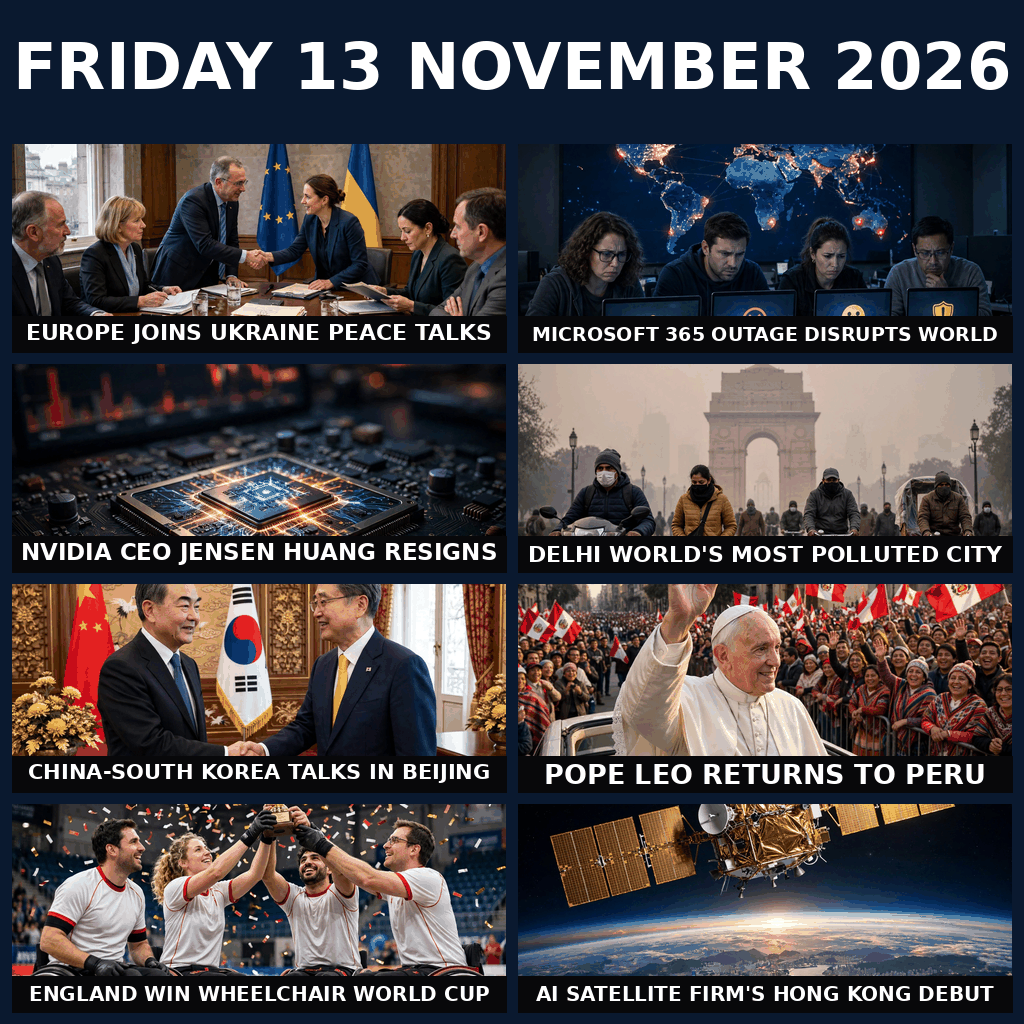 FRIDAY 13 NOVEMBER 2026
EUROPE JOINS UKRAINE PEACE TALKS
MICROSOFT 365 OUTAGE DISRUPTS WORLD
NVIDIA CEO JENSEN HUANG RESIGNS
DELHI WORLD'S MOST POLLUTED CITY
CHINA-SOUTH KOREA TALKS IN BEIJING
POPE LEO RETURNS TO PERU
ENGLAND WIN WHEELCHAIR WORLD CUP
AI SATELLITE FIRM'S HONG KONG DEBUT